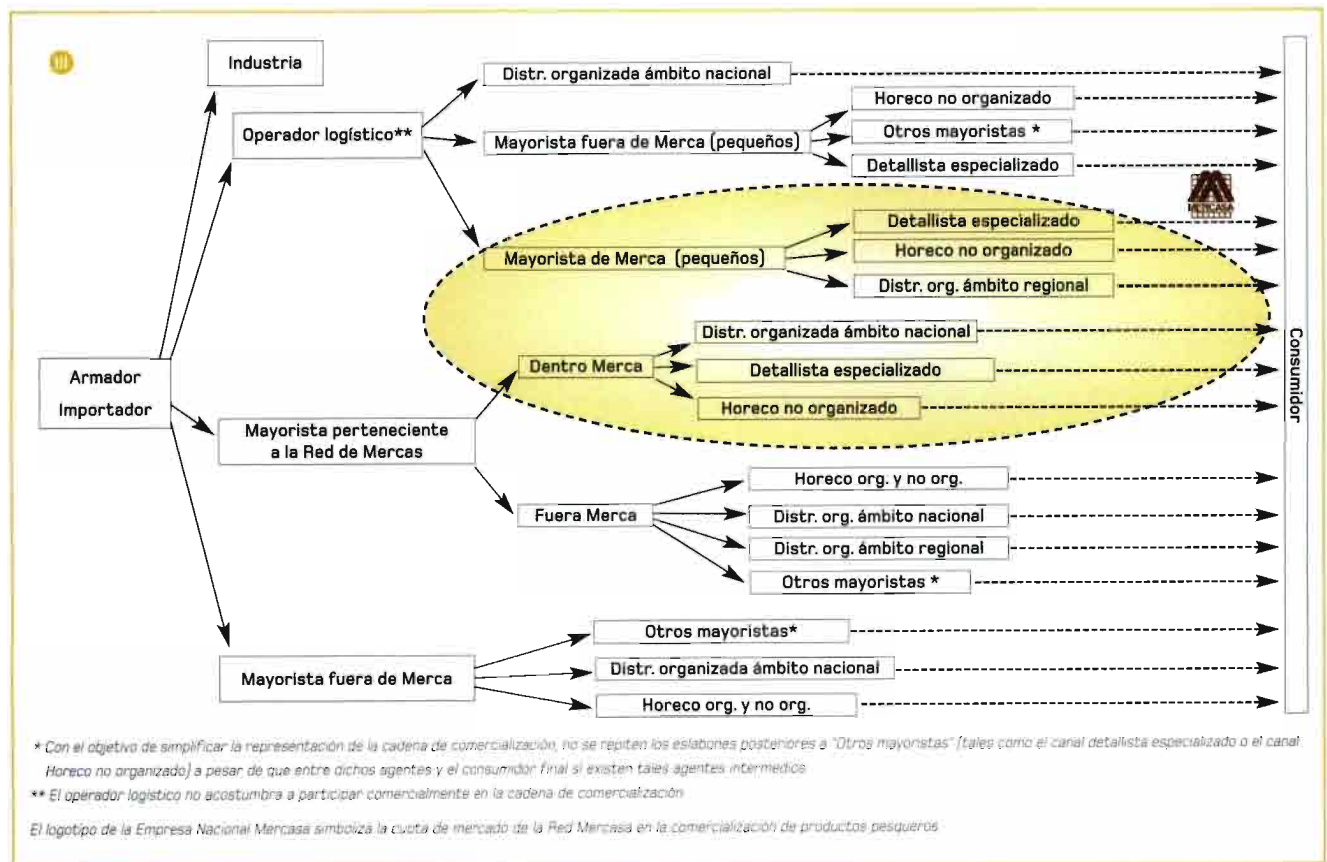 III
Industria
Distr. organizada ámbito nacional
Horeco no organizado
Operador logístico**
Otros mayoristas *
Mayorista fuera de Merca (pequeños)
Detallista especializado
MERCASA
Detallista especializado
Mayorista de Merca (pequeños)
Horeco no organizado
Distr. org. ámbito regional
Distr. organizada ámbito nacional
Dentro Merca
Detallista especializado
Horeco no organizado
Armador
Importador
Consumidor
Mayorista perteneciente
a la Red de Mercas
Horeco org. y no org.
Fuera Merca
Distr. org. ámbito nacional
Distr. org. ámbito regional
Otros mayoristas *
Otros mayoristas*
Mayorista fuera de Merca
Distr. organizada ámbito nacional
Horeco org. y no org.
* Con el objetivo de simplificar la representación de la cadena de comercialización, no se repiten los eslabones posteriores a "Otros mayoristas" (tales como el canal detallista especializado o el canal
Horeco no organizado) a pesar de que entre dichos agentes y el consumidor final sí existen tales agentes intermedios
** El operador logístico no acostumbra a participar comercialmente en la cadena de comercialización
El logotipo de la Empresa Nacional Mercasa simboliza la cuota de mercado de la Red Mercasa en la comercialización de productos pesqueros